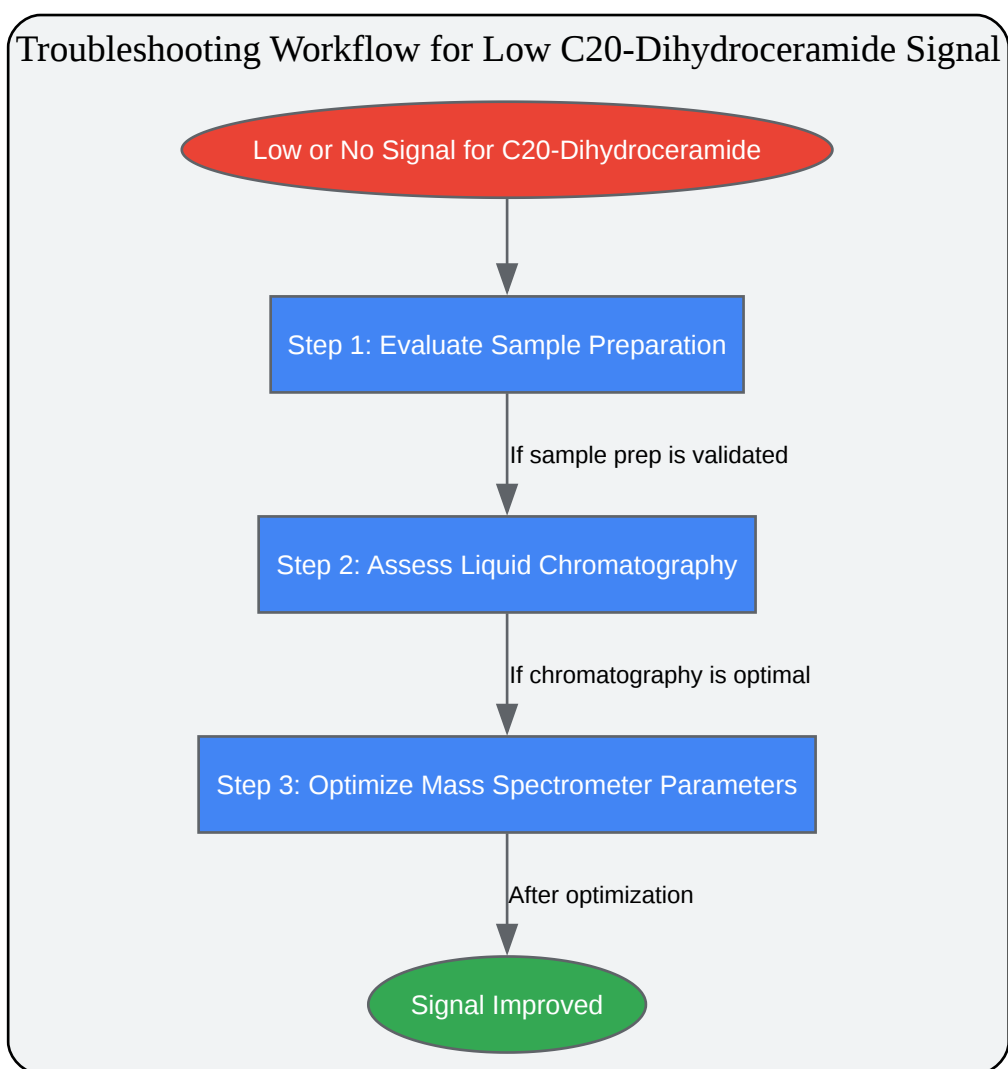 Troubleshooting Workflow for Low C20-Dihydroceramide Signal
Low or No Signal for C20-Dihydroceramide
Step 1: Evaluate Sample Preparation
If sample prep is validated
Step 2: Assess Liquid Chromatography
If chromatography is optimal
Step 3: Optimize Mass Spectrometer Parameters
After optimization
Signal Improved